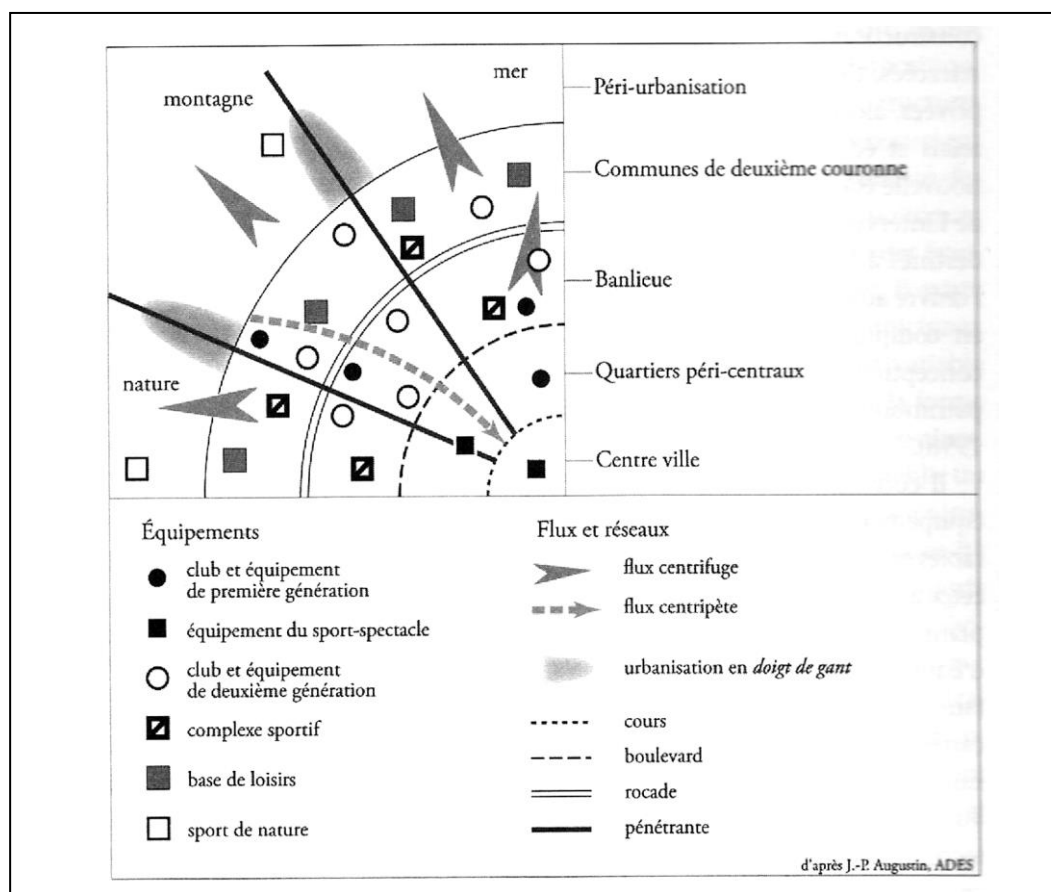 mer
montagne
nature
Péri-urbanisation
Communes de deuxième couronne
Banlieue
Quartiers péri-centraux
Centre ville
Équipements
club et équipement
de première génération
équipement du sport-spectacle
club et équipement
de deuxième génération
complexe sportif
base de loisirs
sport de nature
Flux et réseaux
flux centrifuge
flux centripète
urbanisation en doigt de gant
cours
boulevard
rocade
pénétrante
d'après J.-P. Augustin, ADES